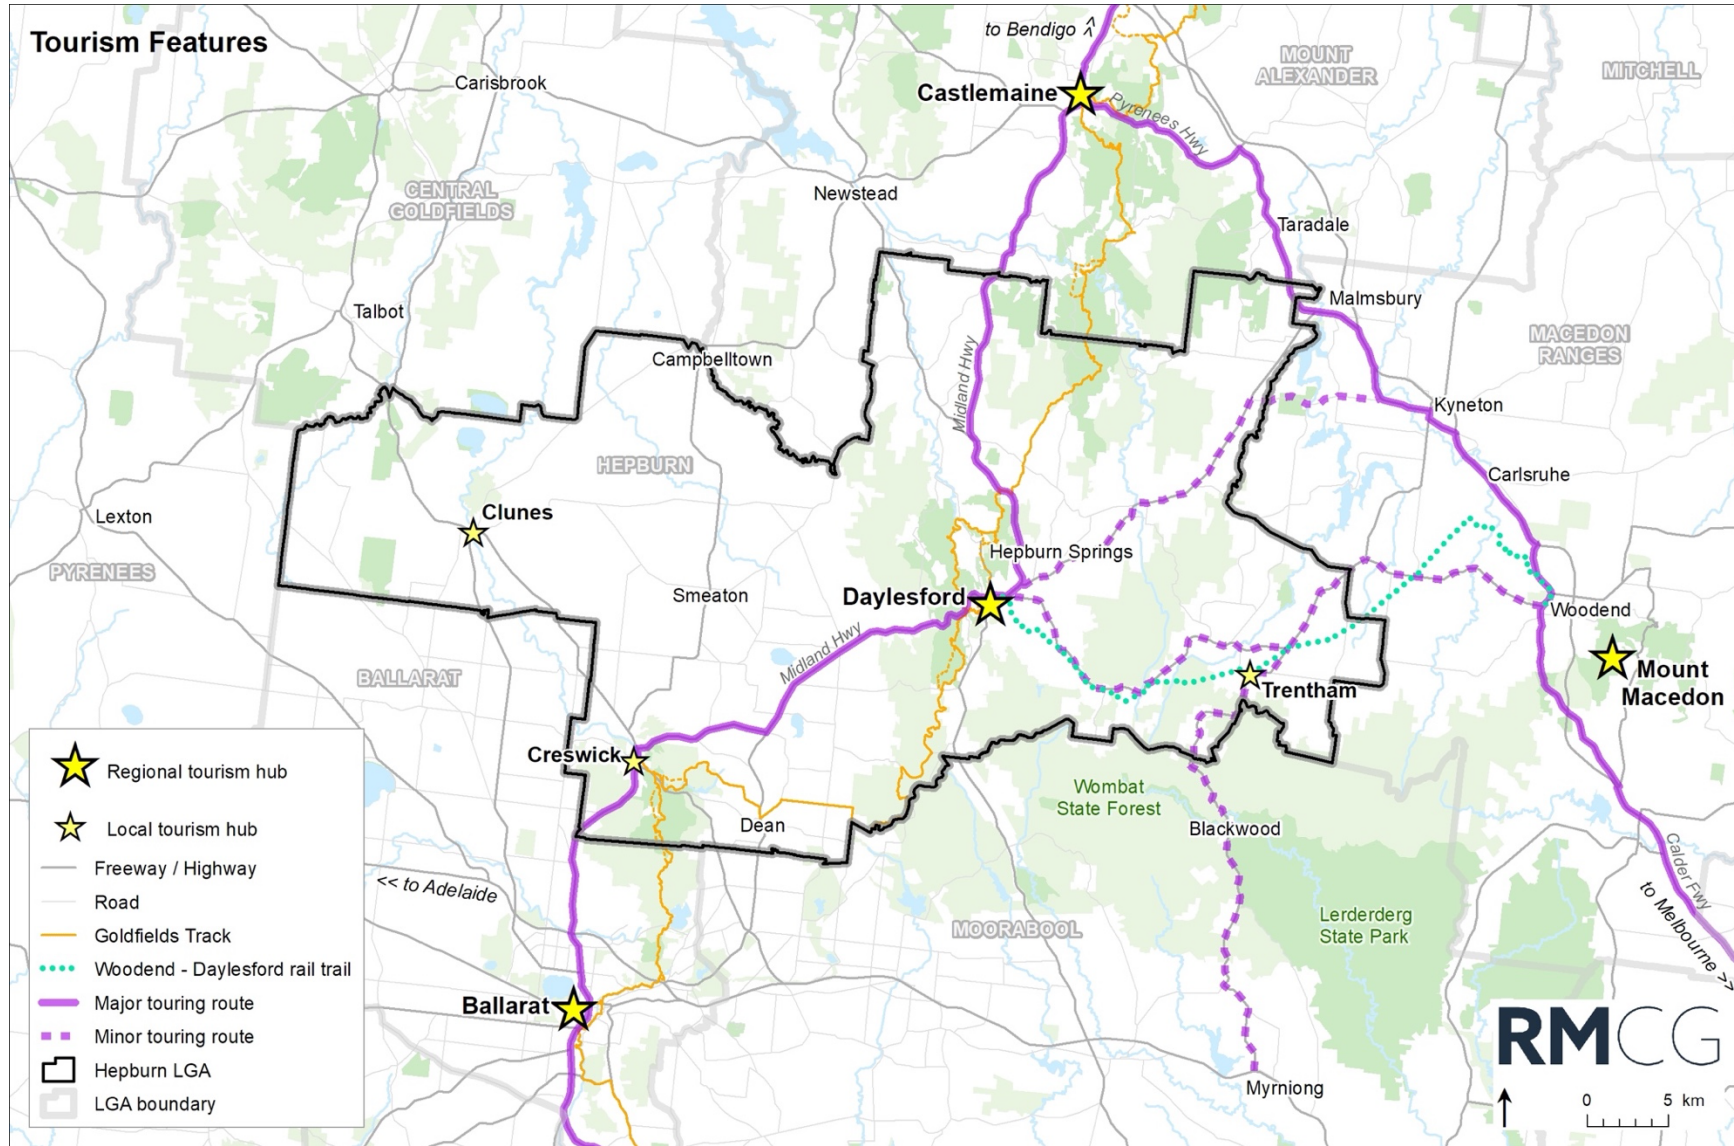 Tourism Features
to Bendigo >>
MOUNT
ALEXANDER
MITCHELL
Carisbrook
Castlemaine
Pyrenees Hwy
CENTRAL
GOLDFIELDS
Newstead
Taradale
Talbot
Malmsbury
MACEDON
RANGES
Campbelltown
Midland Hwy
Kyneton
HEPBURN
Carlsruhe
Clunes
Lexton
Hepburn Springs
PYRENEES
Smeaton
Daylesford
Woodend
Midland Hwy
Mount
Macedon
BALLARAT
Trentham
Creswick
Wombat
State Forest
Dean
Blackwood
Calder Fwy
<< to Adelaide
to Melbourne >>
Lerderderg
State Park
MOORABOOL
Ballarat
Myrniong
Regional tourism hub
Local tourism hub
Freeway / Highway
Road
Goldfields Track
Woodend - Daylesford rail trail
Major touring route
Minor touring route
Hepburn LGA
LGA boundary
RMCG
0 5 km